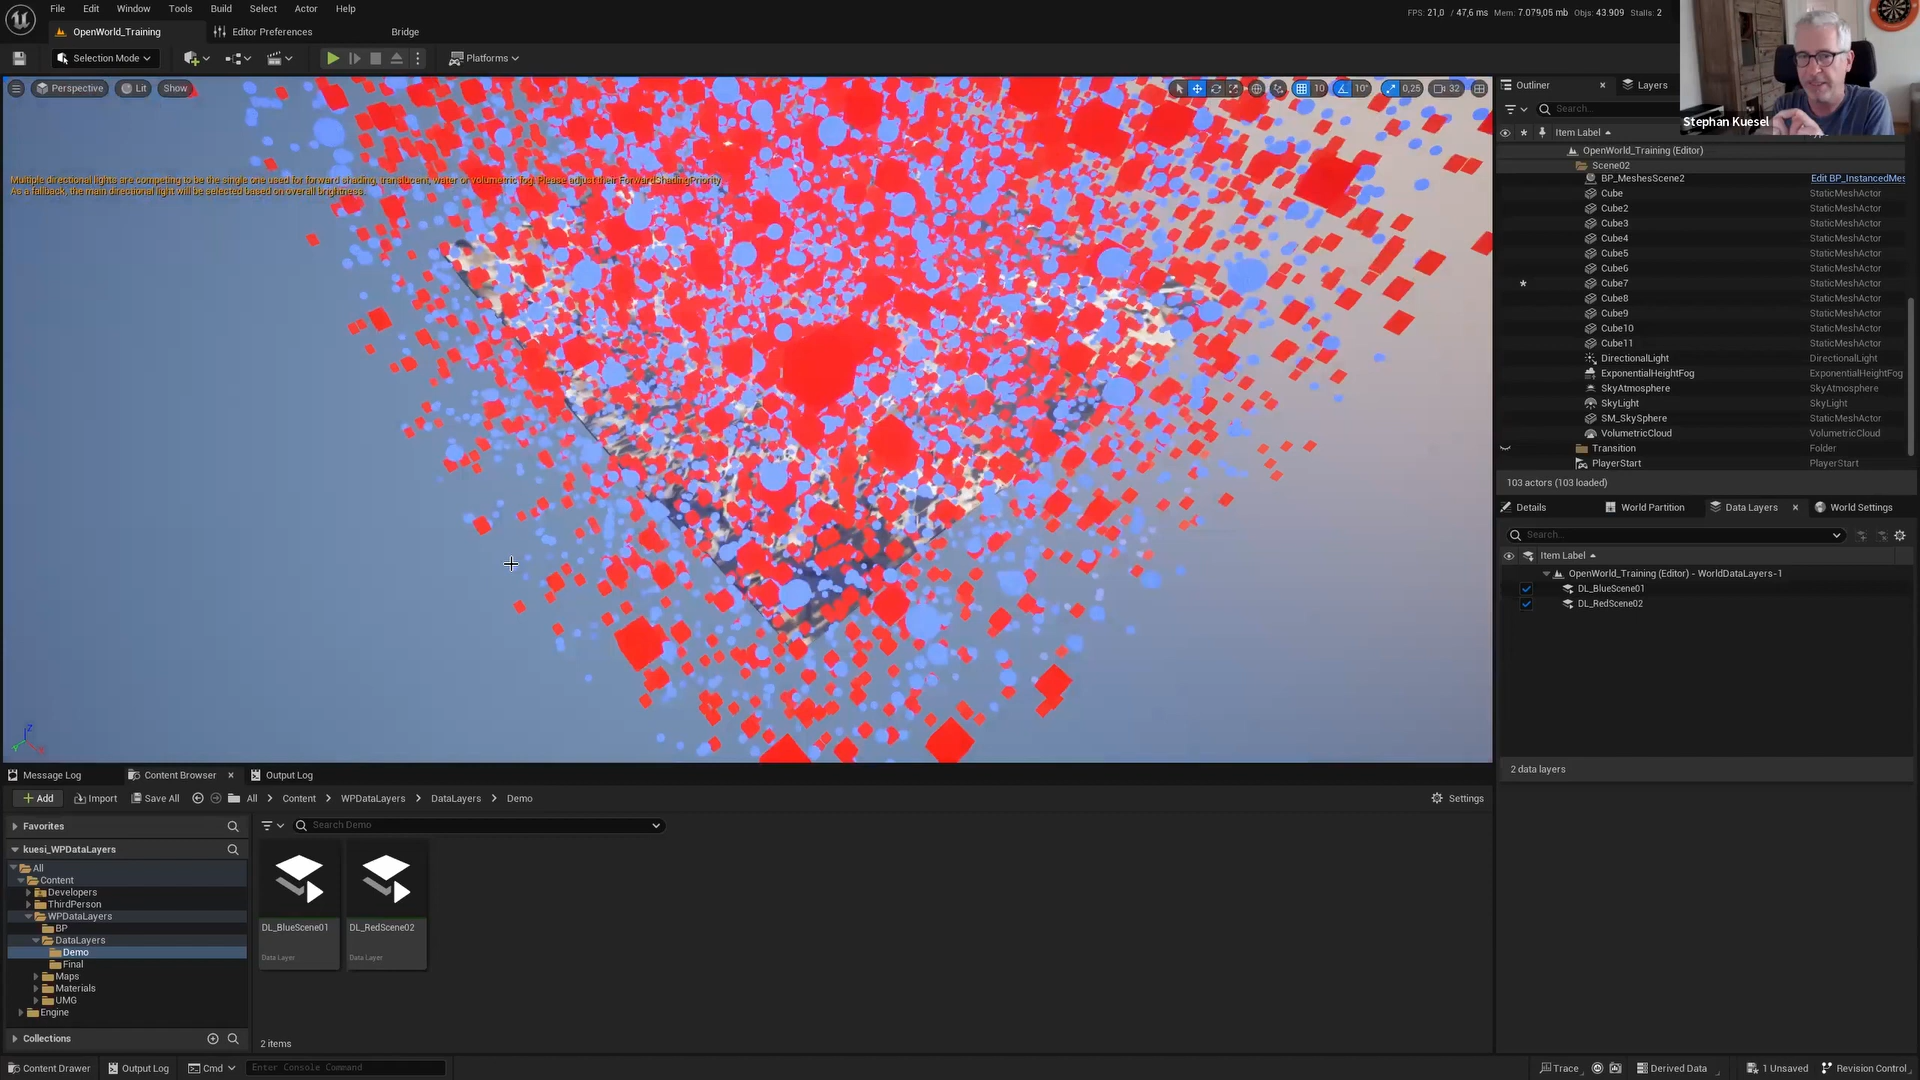 File Edit Window Tools Build Select Actor Help
FPS: 21,0 / 47,6 ms Mem: 7.079,05 mb Objs: 43.909 Stalls: 2
OpenWorld_Training
Editor Preferences
Bridge
Selection Mode
Platforms
Perspective
Lit
Show
10
10°
0,25
32
Multiple directional lights are competing to be the single one used for forward shading, translucent, water or volumetric fog. Please adjust their ForwardShadingPriority
As a fallback, the main directional light will be selected based on overall brightness.
Stephan Kuesel
Outliner
Layers
Search...
Item Label
OpenWorld_Training (Editor)
Scene02
BP_MeshesScene2 Edit BP_InstancedMes
Cube StaticMeshActor
Cube2 StaticMeshActor
Cube3 StaticMeshActor
Cube4 StaticMeshActor
Cube5 StaticMeshActor
Cube6 StaticMeshActor
Cube7 StaticMeshActor
Cube8 StaticMeshActor
Cube9 StaticMeshActor
Cube10 StaticMeshActor
Cube11 StaticMeshActor
DirectionalLight DirectionalLight
ExponentialHeightFog ExponentialHeightFog
SkyAtmosphere SkyAtmosphere
SkyLight SkyLight
SM_SkySphere StaticMeshActor
VolumetricCloud VolumetricCloud
Transition Folder
PlayerStart PlayerStart
103 actors (103 loaded)
Details
World Partition
Data Layers
World Settings
Search...
Item Label
OpenWorld_Training (Editor) - WorldDataLayers-1
DL_BlueScene01
DL_RedScene02
2 data layers
Message Log
Content Browser
Output Log
Add
Import
Save All
All
Content
WPDataLayers
DataLayers
Demo
Settings
Favorites
kuesi_WPDataLayers
All
Content
Developers
ThirdPerson
WPDataLayers
BP
DataLayers
Demo
Final
Maps
Materials
UMG
Engine
Collections
Search Demo
DL_BlueScene01
Data Layer
DL_RedScene02
Data Layer
2 items
Content Drawer
Output Log
Cmd
Enter Console Command
Trace
Derived Data
1 Unsaved
Revision Control